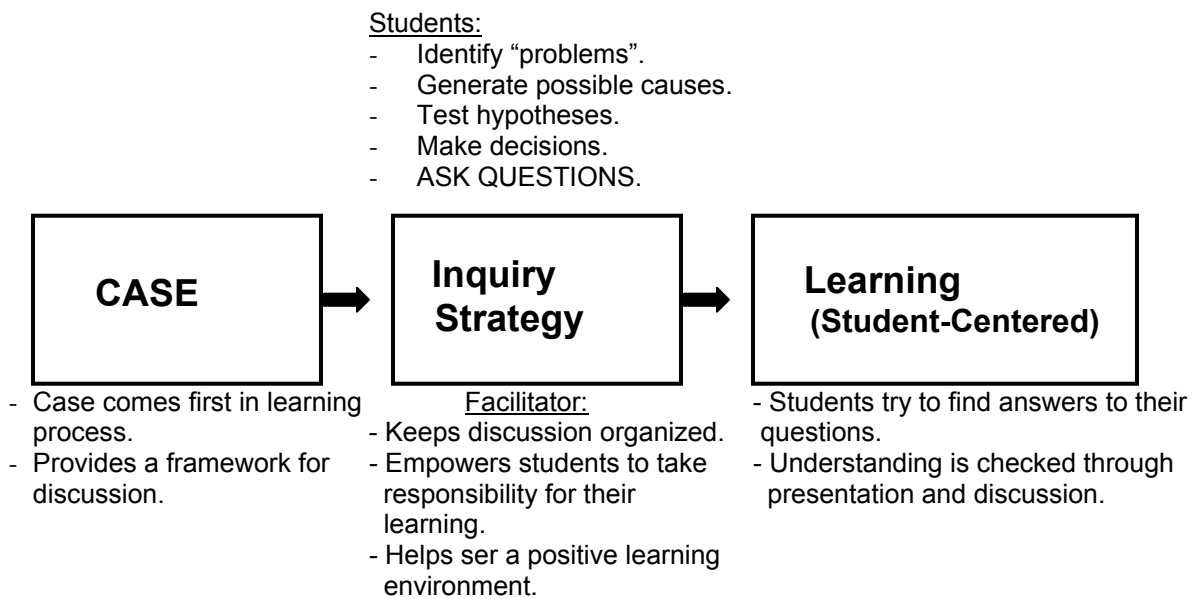 Students:
- Identify “problems”.
- Generate possible causes.
- Test hypotheses.
- Make decisions.
- ASK QUESTIONS.
CASE
Inquiry
Strategy
Learning
(Student-Centered)
- Case comes first in learning
process.
- Provides a framework for
discussion.
Facilitator:
- Keeps discussion organized.
- Empowers students to take
responsibility for their
learning.
- Helps ser a positive learning
environment.
- Students try to find answers to their
questions.
- Understanding is checked through
presentation and discussion.